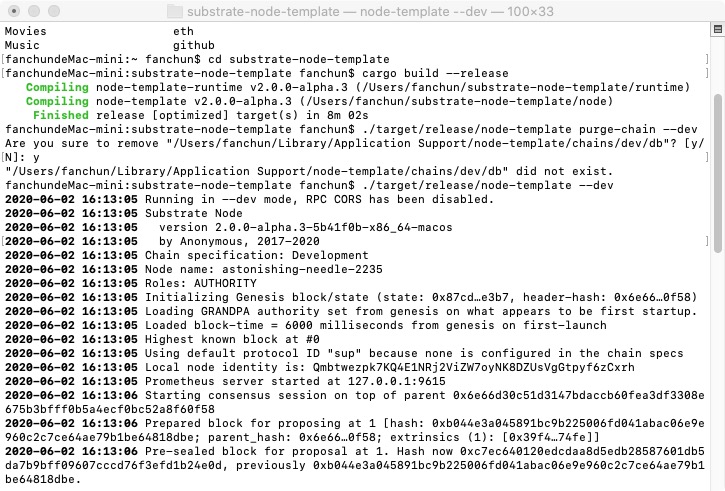 substrate-node-template — node-template --dev — 100×33
Movies eth
Music github
[fanchundeMac-mini:~ fanchun$ cd substrate-node-template ]
[fanchundeMac-mini:substrate-node-template fanchun$ cargo build --release ]
Compiling node-template-runtime v2.0.0-alpha.3 (/Users/fanchun/substrate-node-template/runtime)
Compiling node-template v2.0.0-alpha.3 (/Users/fanchun/substrate-node-template/node)
Finished release [optimized] target(s) in 8m 02s
fanchundeMac-mini:substrate-node-template fanchun$ ./target/release/node-template purge-chain --dev
Are you sure to remove "/Users/fanchun/Library/Application Support/node-template/chains/dev/db"? [y/
[N]: y ]
"/Users/fanchun/Library/Application Support/node-template/chains/dev/db" did not exist.
fanchundeMac-mini:substrate-node-template fanchun$ ./target/release/node-template --dev
2020-06-02 16:13:05 Running in --dev mode, RPC CORS has been disabled.
2020-06-02 16:13:05 Substrate Node
2020-06-02 16:13:05   version 2.0.0-alpha.3-5b41f0b-x86_64-macos
[2020-06-02 16:13:05   by Anonymous, 2017-2020 ]
2020-06-02 16:13:05 Chain specification: Development
2020-06-02 16:13:05 Node name: astonishing-needle-2235
2020-06-02 16:13:05 Roles: AUTHORITY
2020-06-02 16:13:05 Initializing Genesis block/state (state: 0x87cd…e3b7, header-hash: 0x6e66…0f58)
2020-06-02 16:13:05 Loading GRANDPA authority set from genesis on what appears to be first startup.
2020-06-02 16:13:05 Loaded block-time = 6000 milliseconds from genesis on first-launch
2020-06-02 16:13:05 Highest known block at #0
2020-06-02 16:13:05 Using default protocol ID "sup" because none is configured in the chain specs
2020-06-02 16:13:05 Local node identity is: Qmbtwezpk7KQ4E1NRj2ViZW7oyNK8DZUsVgGtpyf6zCxrh
2020-06-02 16:13:05 Prometheus server started at 127.0.0.1:9615
2020-06-02 16:13:06 Starting consensus session on top of parent 0x6e66d30c51d3147bdaccb60fea3df3308e
675b3bfff0b5a4ecf0bc52a8f60f58
2020-06-02 16:13:06 Prepared block for proposing at 1 [hash: 0xb044e3a045891bc9b225006fd041abac06e9e
960c2c7ce64ae79b1be64818dbe; parent_hash: 0x6e66…0f58; extrinsics (1): [0x39f4…74fe]]
2020-06-02 16:13:06 Pre-sealed block for proposal at 1. Hash now 0xc7ec640120edcdaa8d5edb28587601db5
da7b9bff09607cccd76f3efd1b24e0d, previously 0xb044e3a045891bc9b225006fd041abac06e9e960c2c7ce64ae79b1
be64818dbe.